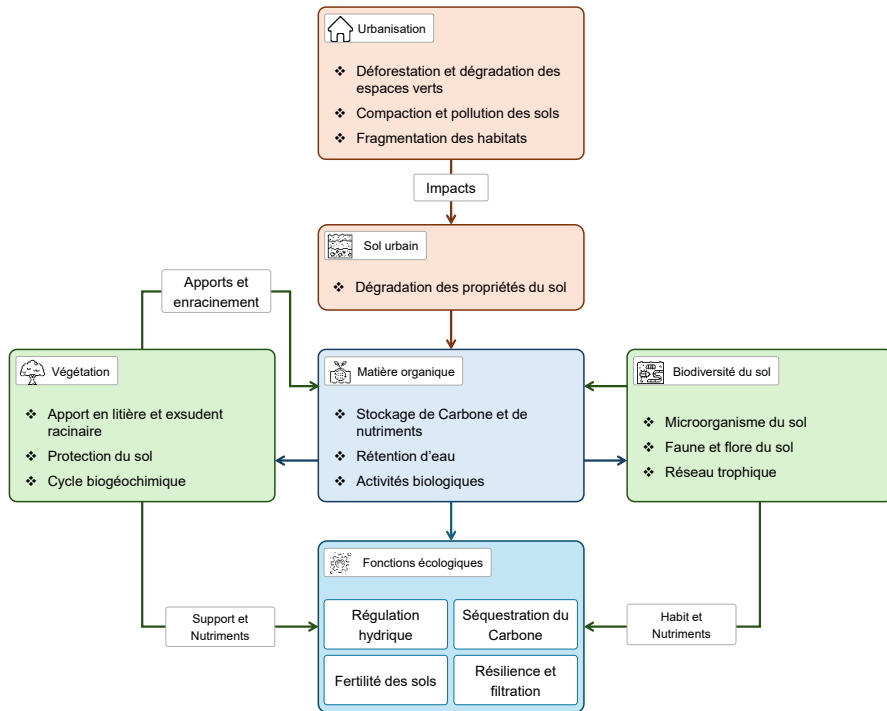 Urbanisation
❖ Déforestation et dégradation des
espaces verts
❖ Compaction et pollution des sols
❖ Fragmentation des habitats
Impacts
Sol urbain
❖ Dégradation des propriétés du sol
Apports et
enracinement
Végétation
❖ Apport en litière et exsudent
racinaire
❖ Protection du sol
❖ Cycle biogéochimique
Matière organique
❖ Stockage de Carbone et de
nutriments
❖ Rétention d'eau
❖ Activités biologiques
Biodiversité du sol
❖ Microorganisme du sol
❖ Faune et flore du sol
❖ Réseau trophique
Fonctions écologiques
Régulation
hydrique
Séquestration du
Carbone
Fertilité des sols
Résilience et
filtration
Support et
Nutriments
Habit et
Nutriments